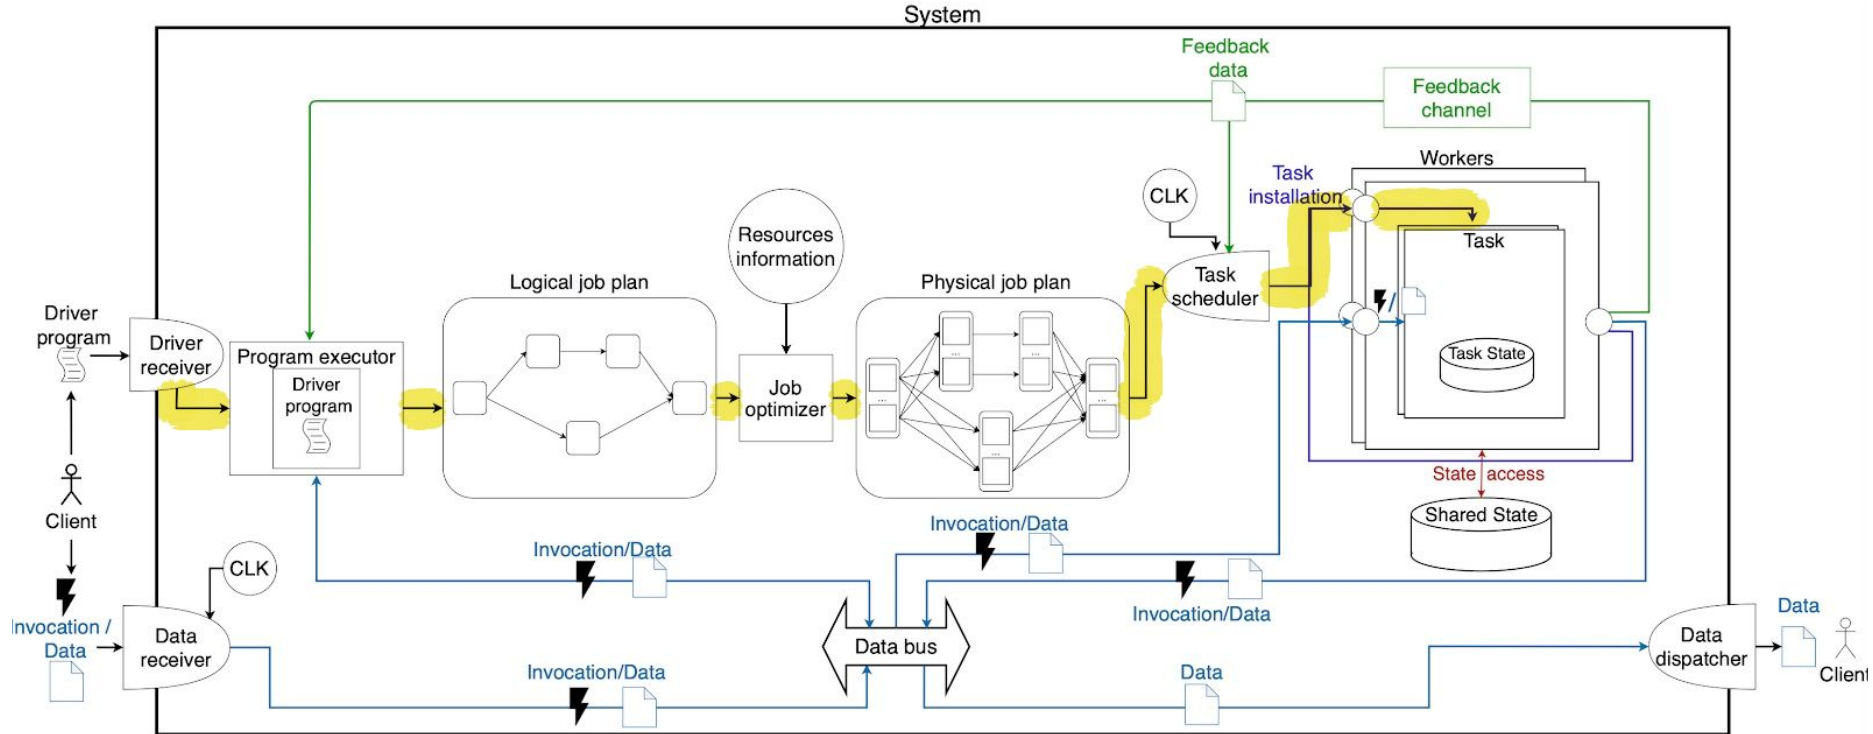 System
Feedback
data
Feedback
channel
Workers
CLK
Task
installation
Resources
information
Task
Logical job plan
Physical job plan
Task
scheduler
/
Driver
program
Driver
receiver
Program executor
Driver
program
Job
optimizer
...
...
...
...
...
Task State
State access
Shared State
Client
Invocation/Data
Invocation/Data
Invocation/Data
CLK
Invocation /
Data
Data
receiver
Data bus
Invocation/Data
Data
Data
dispatcher
Data
Client